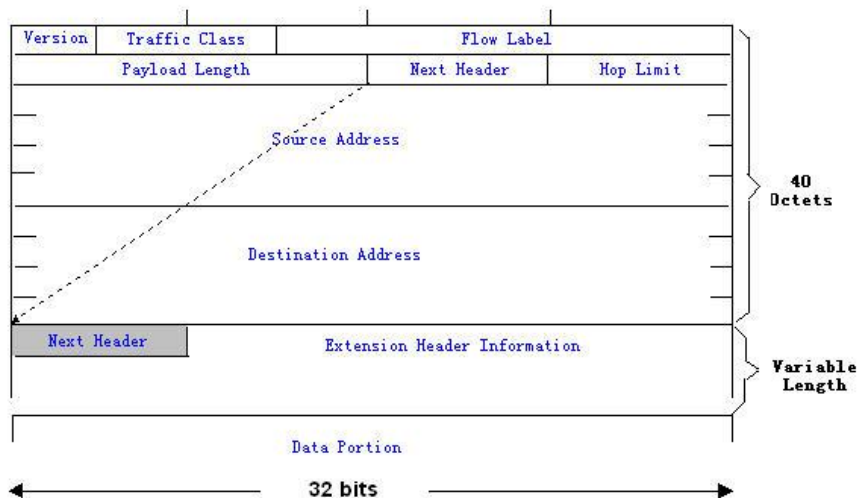 Version Traffic Class Flow Label
Payload Length Next Header Hop Limit
Source Address
40
Octets
Destination Address
Next Header Extension Header Information
Variable
Length
Data Portion
32 bits